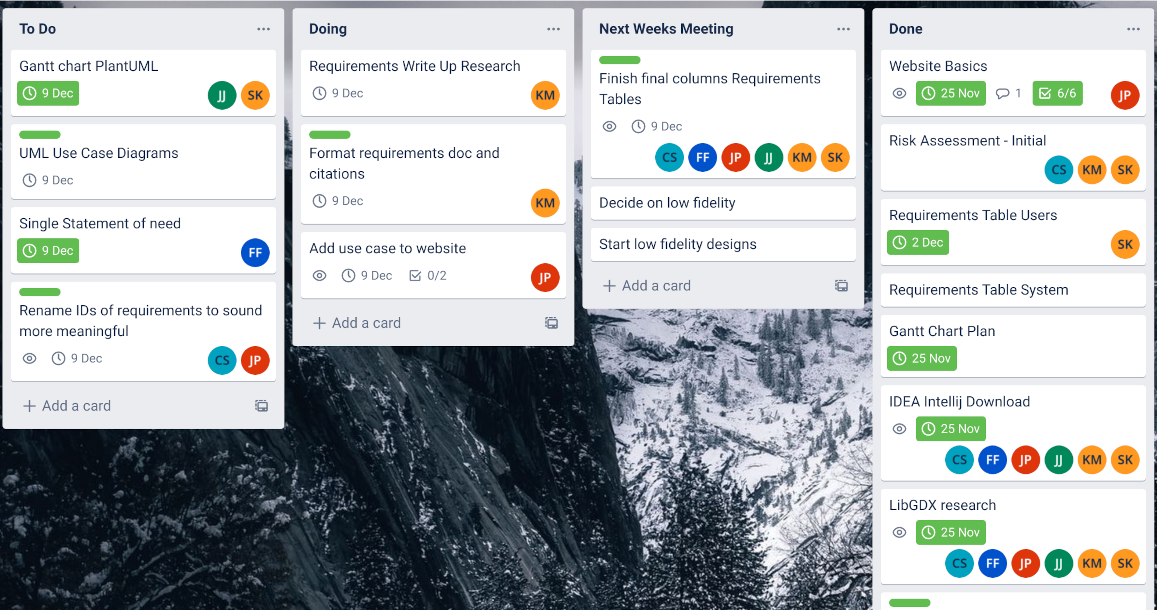 To Do
Gantt chart PlantUML
9 Dec
JJ SK
UML Use Case Diagrams
9 Dec
Single Statement of need
9 Dec
FF
Rename IDs of requirements to sound
more meaningful
9 Dec
CS JP
+ Add a card
Doing
Requirements Write Up Research
9 Dec
KM
Format requirements doc and
citations
9 Dec
KM
Add use case to website
9 Dec 0/2
JP
+ Add a card
Next Weeks Meeting
Finish final columns Requirements
Tables
9 Dec
CS FF JP JJ KM SK
Decide on low fidelity
Start low fidelity designs
+ Add a card
Done
Website Basics
25 Nov 1 6/6
JP
Risk Assessment - Initial
CS KM SK
Requirements Table Users
2 Dec
SK
Requirements Table System
Gantt Chart Plan
25 Nov
IDEA Intellij Download
25 Nov
CS FF JP JJ KM SK
LibGDX research
25 Nov
CS FF JP JJ KM SK